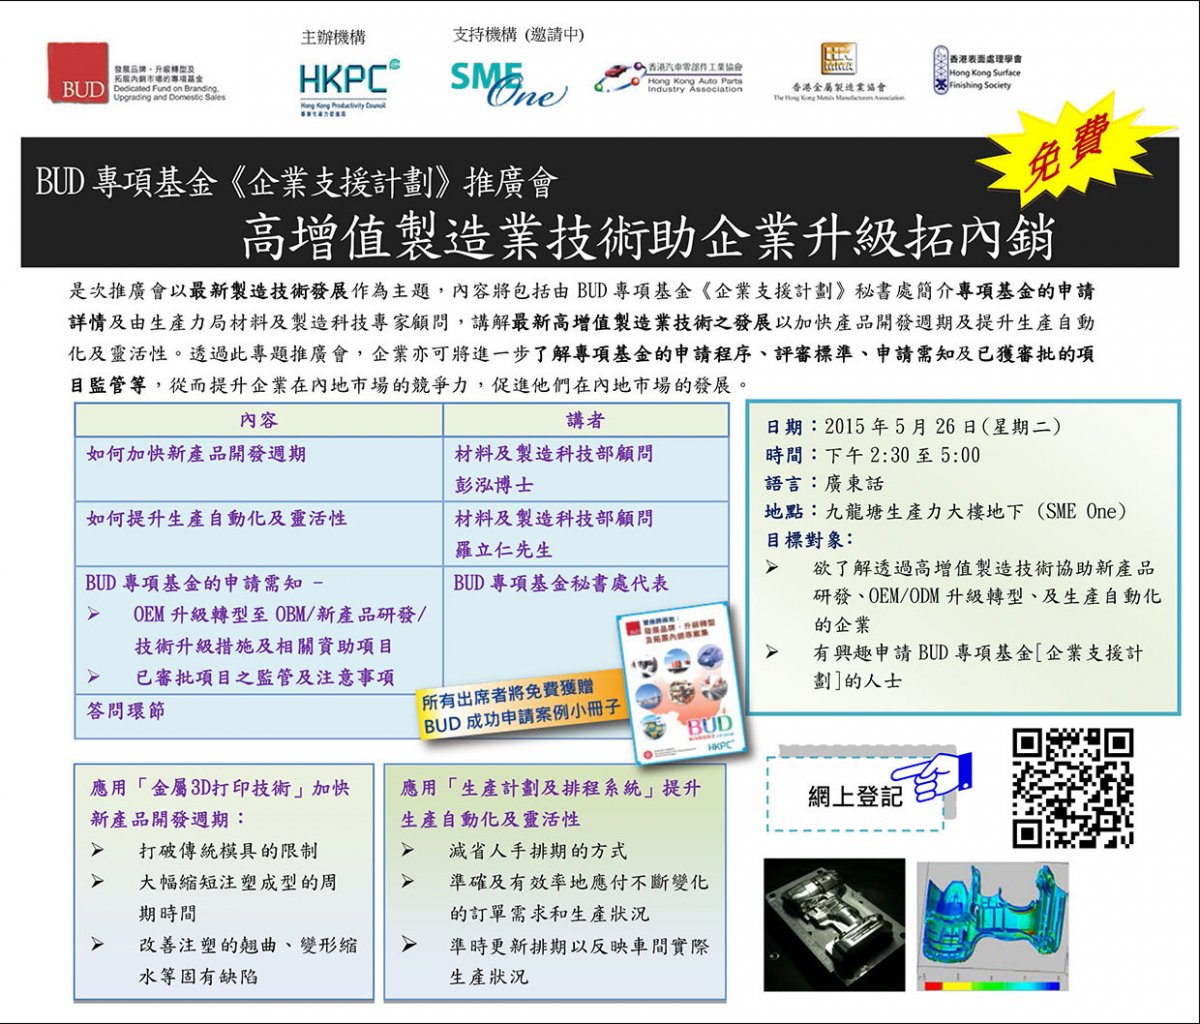 主辦機構
支持機構 (邀請中)
BUD
發展品牌、升級轉型及
拓展內銷市場的專項基金
Dedicated Fund on Branding,
Upgrading and Domestic Sales
HKPC
Hong Kong Productivity Council
香港生產力促進局
SME One
香港汽車零部件工業協會
Hong Kong Auto Parts
Industry Association
HK
香港金屬製造業協會
The Hong Kong Metals Manufacturers Association
香港表面處理學會
Hong Kong Surface
Finishing Society
免費
BUD 專項基金《企業支援計劃》推廣會
高增值製造業技術助企業升級拓內銷
是次推廣會以最新製造技術發展作為主題，內容將包括由 BUD 專項基金《企業支援計劃》秘書處簡介專項基金的申請
詳情及由生產力局材料及製造科技專家顧問，講解最新高增值製造業技術之發展以加快產品開發週期及提升生產自動
化及靈活性。透過此專題推廣會，企業亦可將進一步了解專項基金的申請程序、評審標準、申請需知及已獲審批的項
目監管等，從而提升企業在內地市場的競爭力，促進他們在內地市場的發展。
內容
講者
如何加快新產品開發週期
材料及製造科技部顧問
彭泓博士
如何提升生產自動化及靈活性
材料及製造科技部顧問
羅立仁先生
BUD 專項基金的申請需知 -
➢ OEM 升級轉型至 OBM/新產品研發/
技術升級措施及相關資助項目
➢ 已審批項目之監管及注意事項
BUD 專項基金秘書處代表
答問環節
所有出席者將免費獲贈
BUD 成功申請案例小冊子
發展品牌、升級轉型
及拓展內銷專案集
BUD
HKPC
日期：2015 年 5 月 26 日(星期二)
時間：下午 2:30 至 5:00
語言：廣東話
地點：九龍塘生產力大樓地下 (SME One)
目標對象:
➢ 欲了解透過高增值製造技術協助新產品
研發、OEM/ODM 升級轉型、及生產自動化
的企業
➢ 有興趣申請 BUD 專項基金[企業支援計
劃]的人士
網上登記
應用「金屬3D打印技術」加快
新產品開發週期：
➢ 打破傳統模具的限制
➢ 大幅縮短注塑成型的周
期時間
➢ 改善注塑的翹曲、變形縮
水等固有缺陷
應用「生產計劃及排程系統」提升
生產自動化及靈活性
➢ 減省人手排期的方式
➢ 準確及有效率地應付不斷變化
的訂單需求和生產狀況
➢ 準時更新排期以反映車間實際
生產狀況